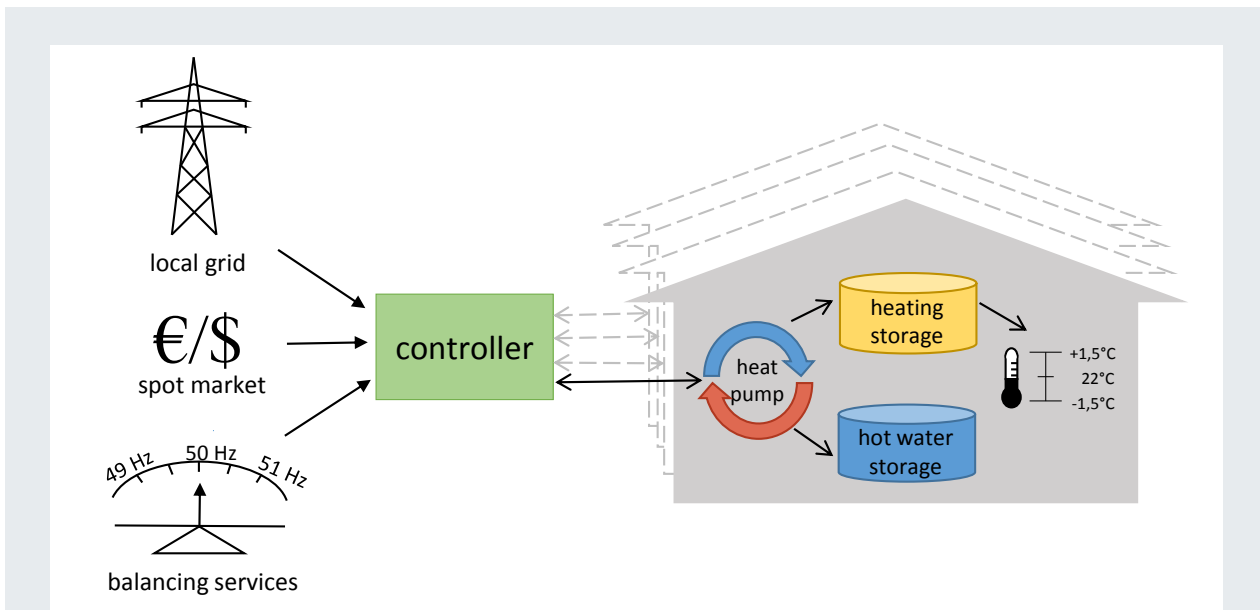 local grid
€/$
spot market
49 Hz
50 Hz
51 Hz
balancing services
controller
heat
pump
heating
storage
hot water
storage
+1,5°C
22°C
-1,5°C